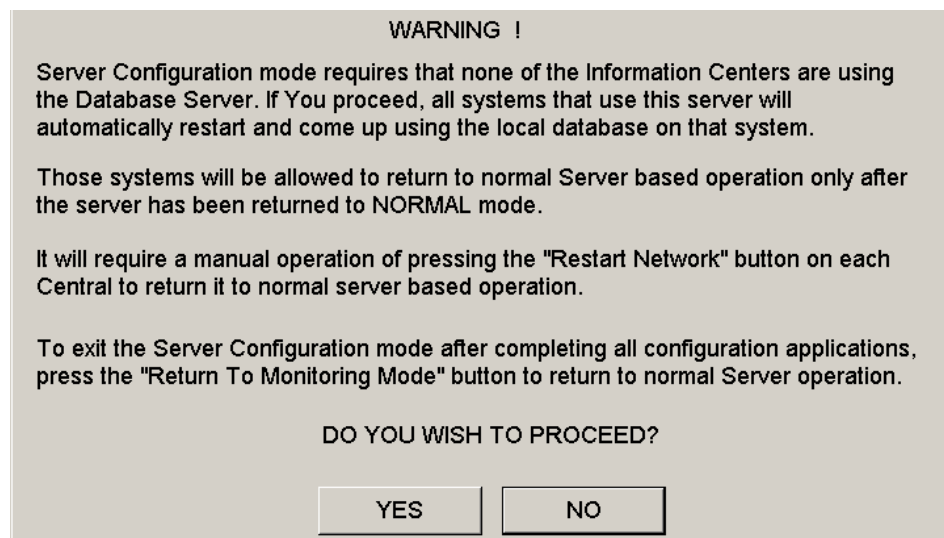 WARNING !
Server Configuration mode requires that none of the Information Centers are using
the Database Server. If You proceed, all systems that use this server will
automatically restart and come up using the local database on that system.
Those systems will be allowed to return to normal Server based operation only after
the server has been returned to NORMAL mode.
It will require a manual operation of pressing the "Restart Network" button on each
Central to return it to normal server based operation.
To exit the Server Configuration mode after completing all configuration applications,
press the "Return To Monitoring Mode" button to return to normal Server operation.
DO YOU WISH TO PROCEED?
YES NO